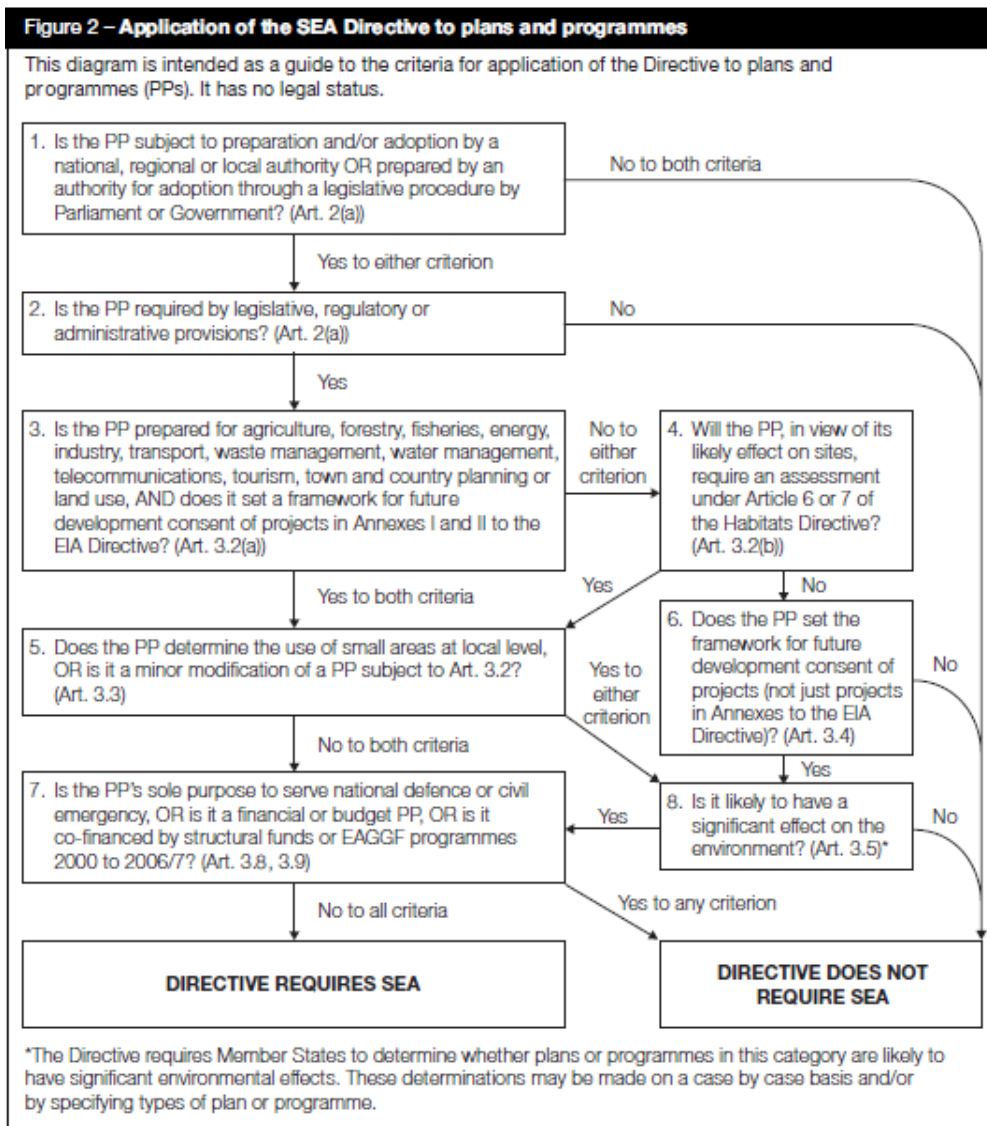 Figure 2 – Application of the SEA Directive to plans and programmes
This diagram is intended as a guide to the criteria for application of the Directive to plans and
programmes (PPs). It has no legal status.
1. Is the PP subject to preparation and/or adoption by a
national, regional or local authority OR prepared by an
authority for adoption through a legislative procedure by
Parliament or Government? (Art. 2(a))
No to both criteria
Yes to either criterion
2. Is the PP required by legislative, regulatory or
administrative provisions? (Art. 2(a))
No
Yes
3. Is the PP prepared for agriculture, forestry, fisheries, energy,
industry, transport, waste management, water management,
telecommunications, tourism, town and country planning or
land use, AND does it set a framework for future
development consent of projects in Annexes I and II to the
EIA Directive? (Art. 3.2(a))
No to
either
criterion
4. Will the PP, in view of its
likely effect on sites,
require an assessment
under Article 6 or 7 of
the Habitats Directive?
(Art. 3.2(b))
Yes to both criteria
Yes
No
5. Does the PP determine the use of small areas at local level,
OR is it a minor modification of a PP subject to Art. 3.2?
(Art. 3.3)
Yes to
either
criterion
6. Does the PP set the
framework for future
development consent of
projects (not just projects
in Annexes to the EIA
Directive)? (Art. 3.4)
No
No to both criteria
Yes
7. Is the PP's sole purpose to serve national defence or civil
emergency, OR is it a financial or budget PP, OR is it
co-financed by structural funds or EAGGF programmes
2000 to 2006/7? (Art. 3.8, 3.9)
Yes
8. Is it likely to have a
significant effect on the
environment? (Art. 3.5)*
No
No to all criteria
Yes to any criterion
DIRECTIVE REQUIRES SEA
DIRECTIVE DOES NOT
REQUIRE SEA
*The Directive requires Member States to determine whether plans or programmes in this category are likely to
have significant environmental effects. These determinations may be made on a case by case basis and/or
by specifying types of plan or programme.